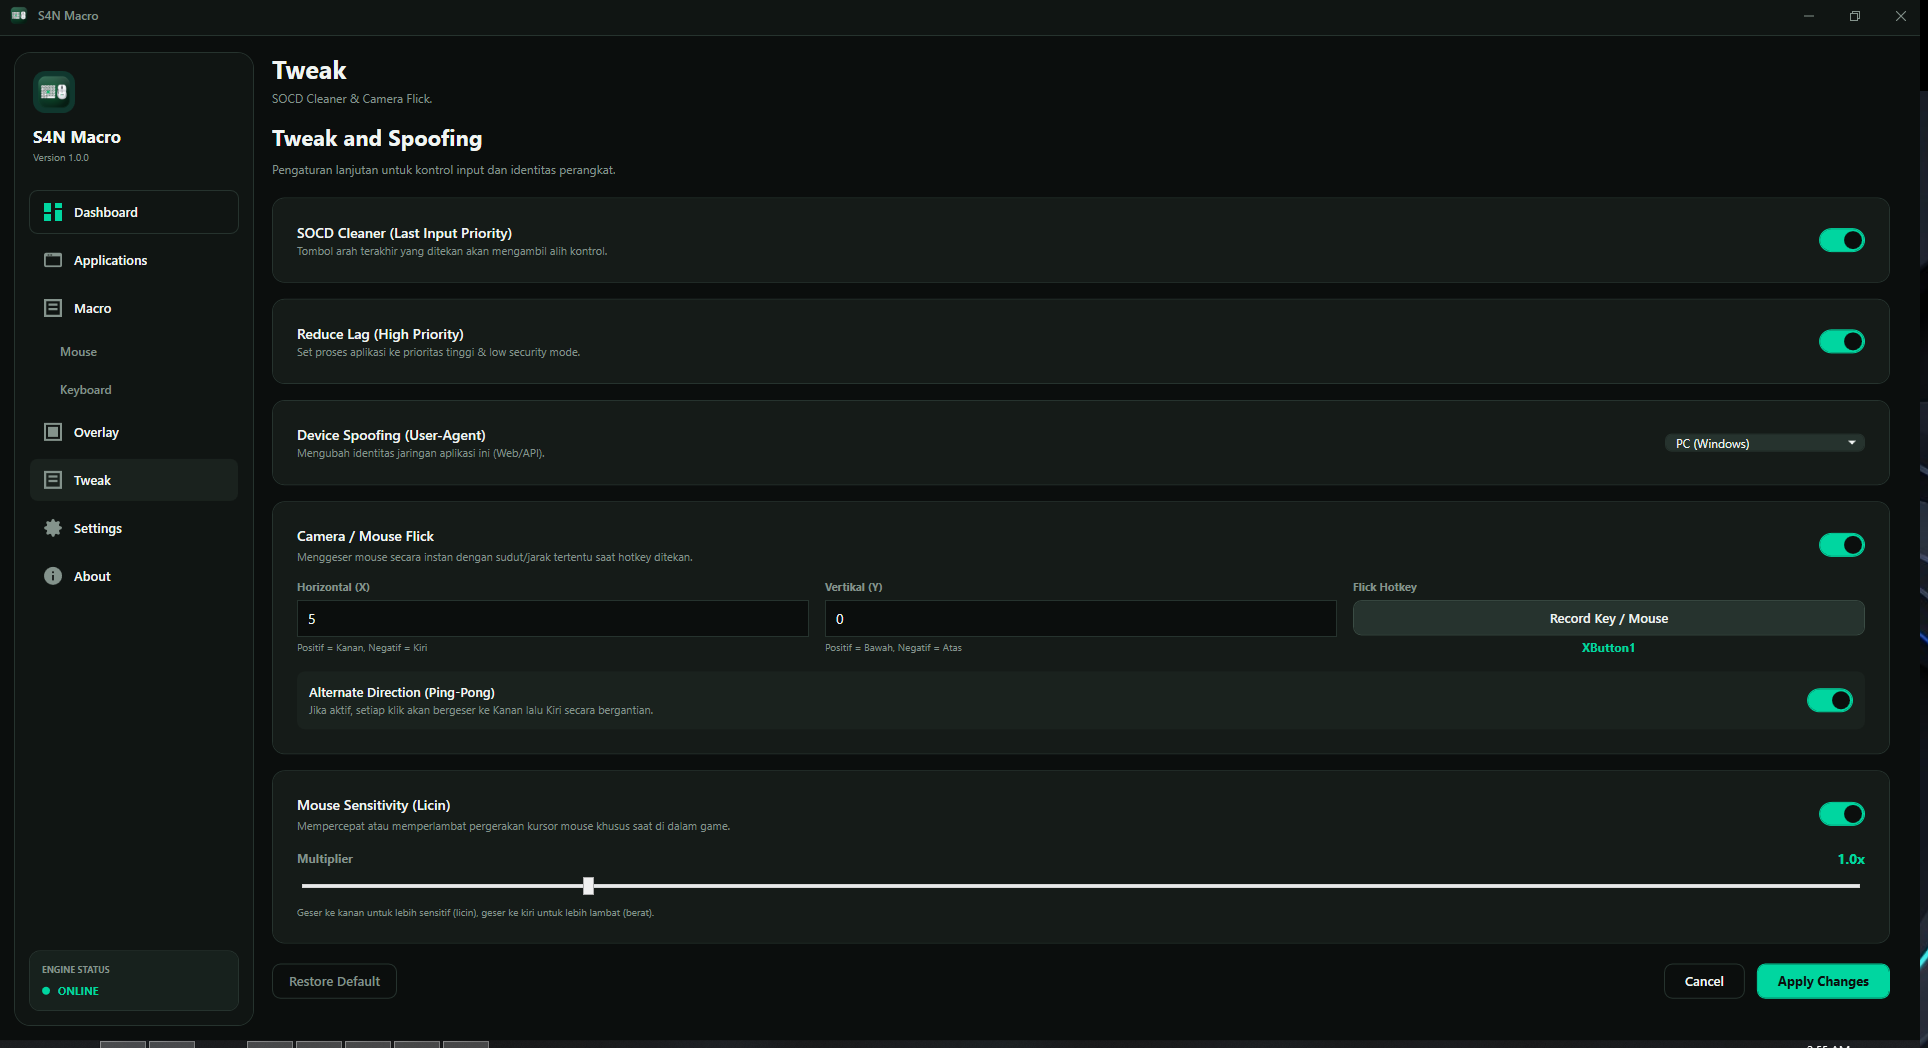 S4N Macro
S4N Macro
Version 1.0.0
Dashboard
Applications
Macro
Mouse
Keyboard
Overlay
Tweak
Settings
About
ENGINE STATUS
ONLINE
Tweak
SOCD Cleaner & Camera Flick.
Tweak and Spoofing
Pengaturan lanjutan untuk kontrol input dan identitas perangkat.
SOCD Cleaner (Last Input Priority)
Tombol arah terakhir yang ditekan akan mengambil alih kontrol.
Reduce Lag (High Priority)
Set proses aplikasi ke prioritas tinggi & low security mode.
Device Spoofing (User-Agent)
Mengubah identitas jaringan aplikasi ini (Web/API).
PC (Windows)
Camera / Mouse Flick
Menggeser mouse secara instan dengan sudut/jarak tertentu saat hotkey ditekan.
Horizontal (X)
5
Positif = Kanan, Negatif = Kiri
Vertikal (Y)
0
Positif = Bawah, Negatif = Atas
Flick Hotkey
Record Key / Mouse
XButton1
Alternate Direction (Ping-Pong)
Jika aktif, setiap klik akan bergeser ke Kanan lalu Kiri secara bergantian.
Mouse Sensitivity (Licin)
Mempercepat atau memperlambat pergerakan kursor mouse khusus saat di dalam game.
Multiplier
1.0x
Geser ke kanan untuk lebih sensitif (licin), geser ke kiri untuk lebih lambat (berat).
Restore Default
Cancel
Apply Changes